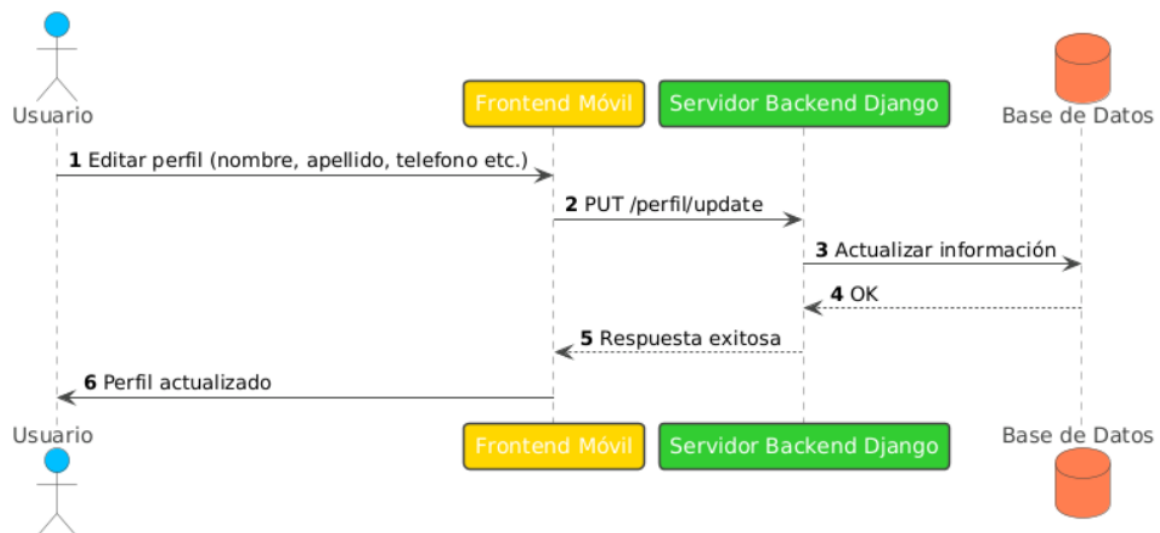 Usuario
Frontend Móvil
Servidor Backend Django
Base de Datos
1 Editar perfil (nombre, apellido, telefono etc.)
2 PUT /perfil/update
3 Actualizar información
4 OK
5 Respuesta exitosa
6 Perfil actualizado
Usuario
Frontend Móvil
Servidor Backend Django
Base de Datos